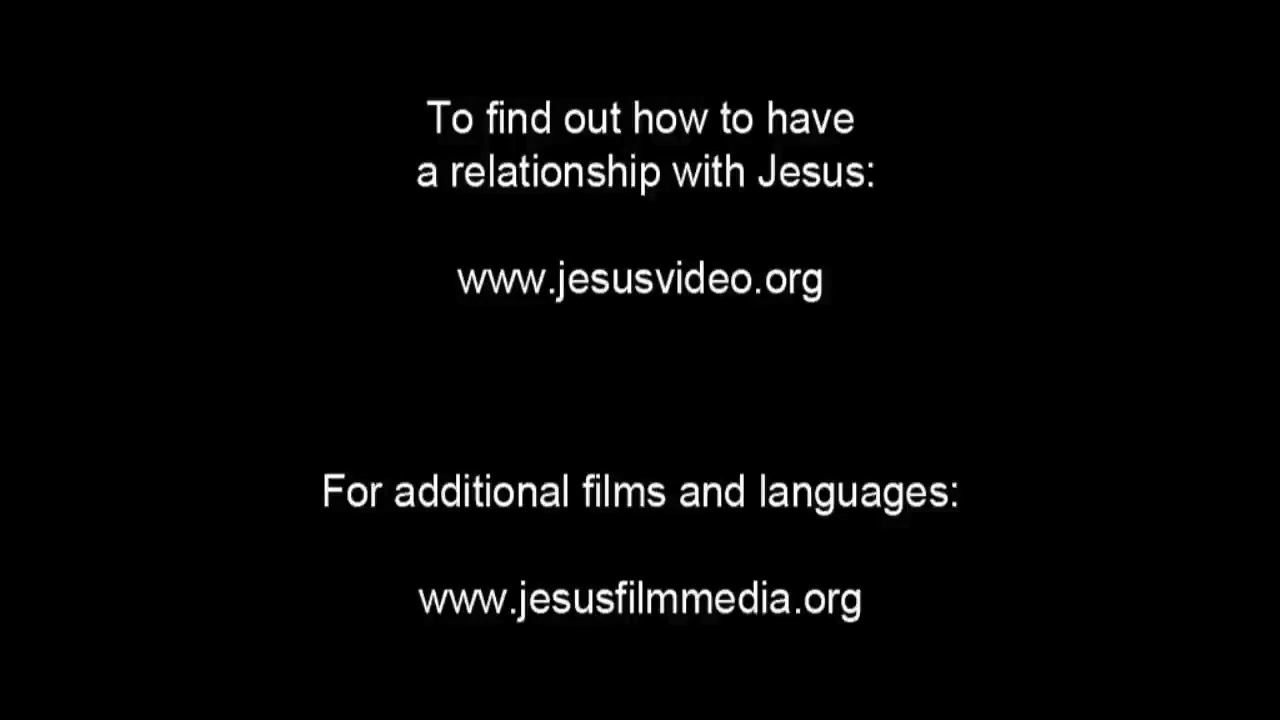 To find out how to have
a relationship with Jesus:
www.jesusvideo.org
For additional films and languages:
www.jesusfilmmedia.org